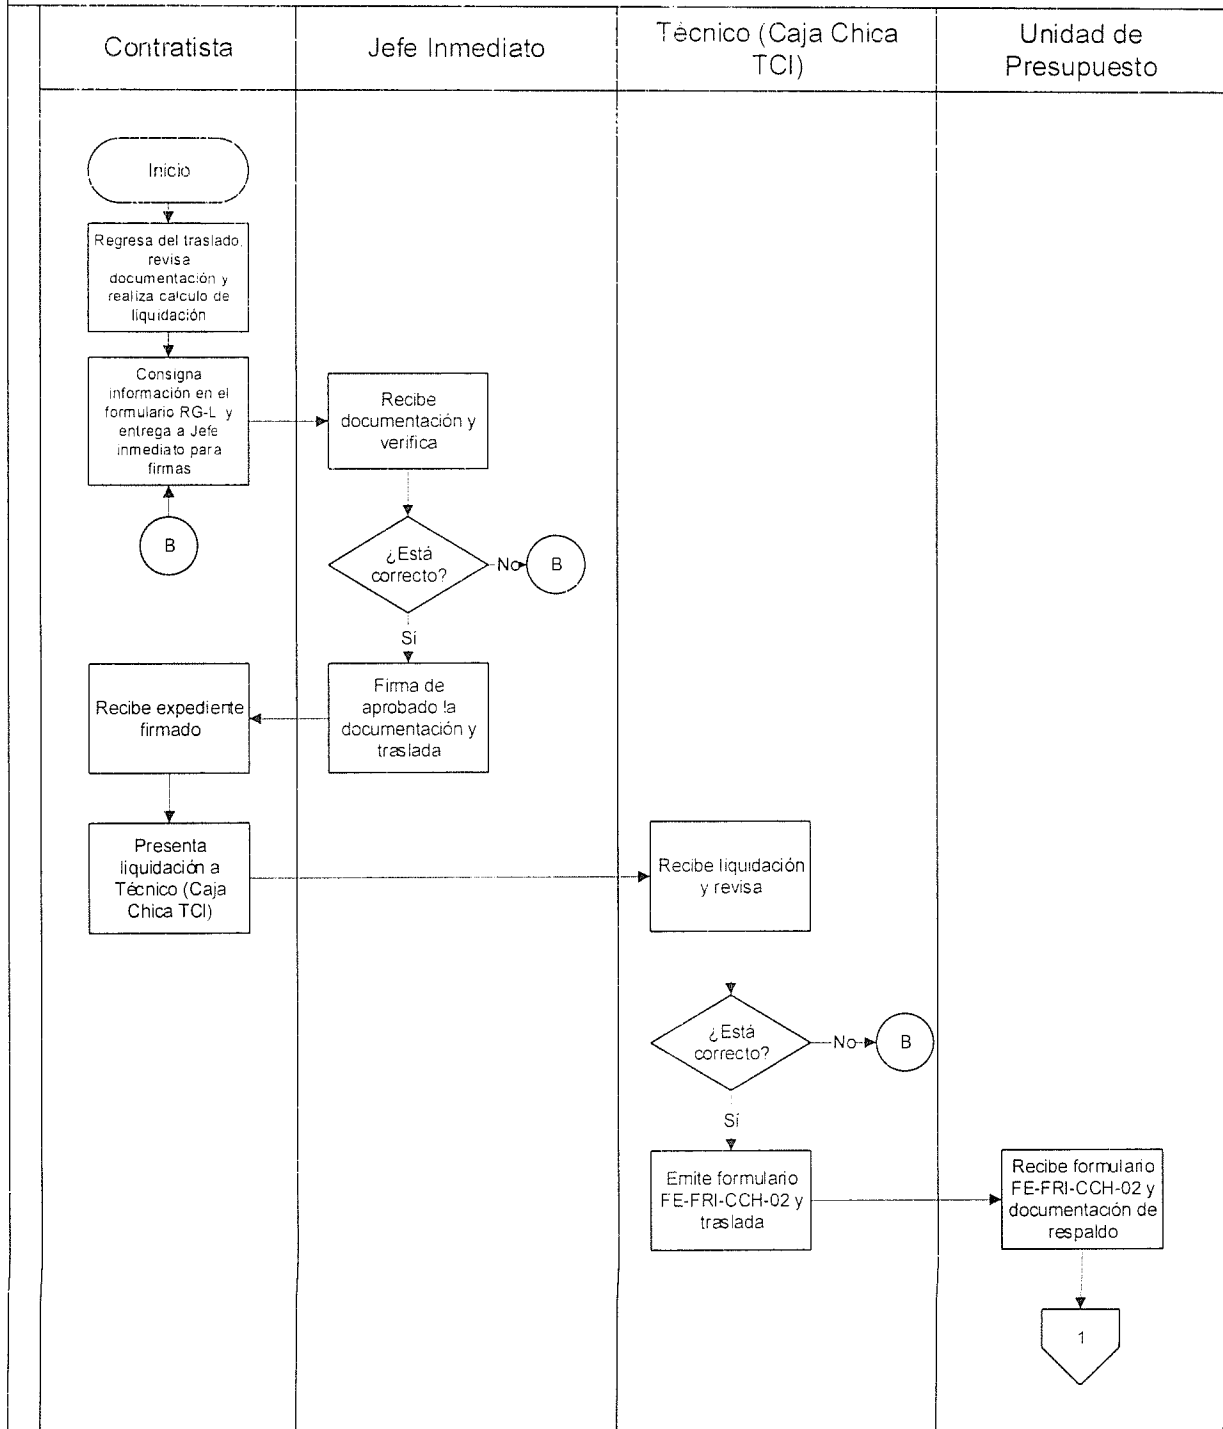 Contratista
Jefe Inmediato
Técnico (Caja Chica
TCI)
Unidad de
Presupuesto
Inicio
Regresa del traslado,
revisa
documentación y
realiza calculo de
liquidación
Consigna
información en el
formulario RG-L y
entrega a Jefe
inmediato para
firmas
Recibe
documentación y
verifica
B
¿Está
correcto?
No
B
Sí
Firma de
aprobado la
documentación y
traslada
Recibe expediente
firmado
Presenta
liquidación a
Técnico (Caja
Chica TCI)
Recibe liquidación
y revisa
¿Está
correcto?
No
B
Sí
Emite formulario
FE-FRI-CCH-02 y
traslada
Recibe formulario
FE-FRI-CCH-02 y
documentación de
respaldo
1